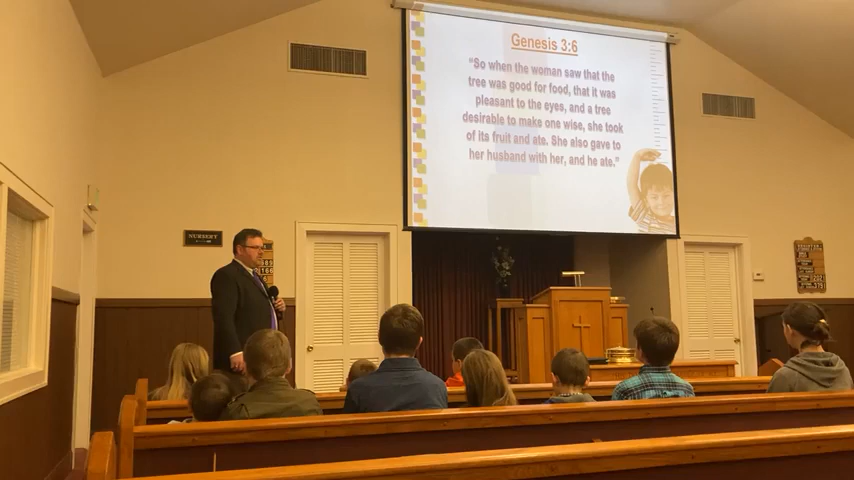 Genesis 3:6
“So when the woman saw that the
tree was good for food, that it was
pleasant to the eyes, and a tree
desirable to make one wise, she took
of its fruit and ate. She also gave to
her husband with her, and he ate.”
NURSERY